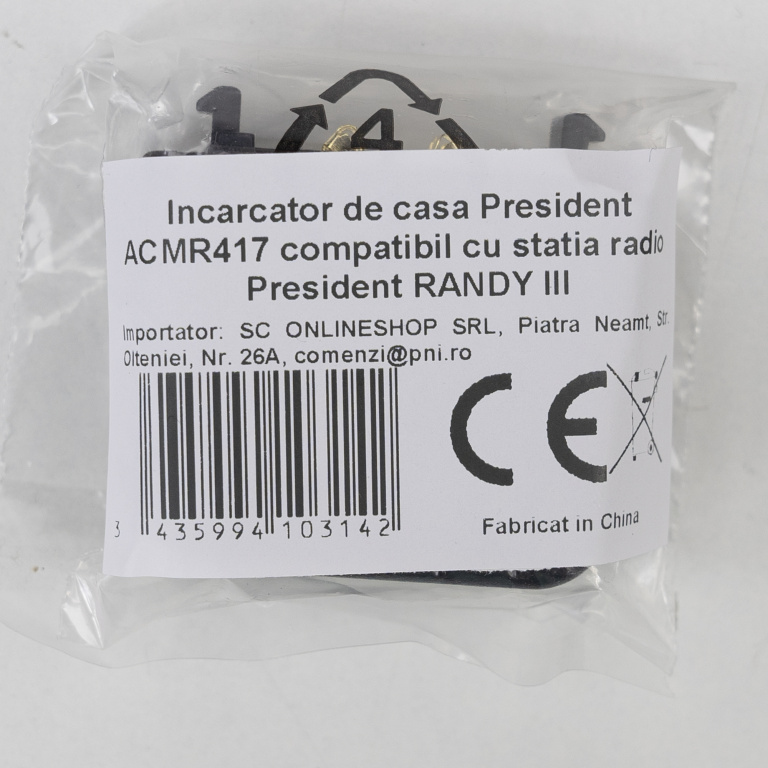 4
Incarcator de casa President
ACMR417 compatibil cu statia radio
President RANDY III
Importator: SC ONLINESHOP SRL, Piatra Neamt, Str.
Olteniei, Nr. 26A, comenzi@pni.ro
CE
3 435994 103142
Fabricat in China